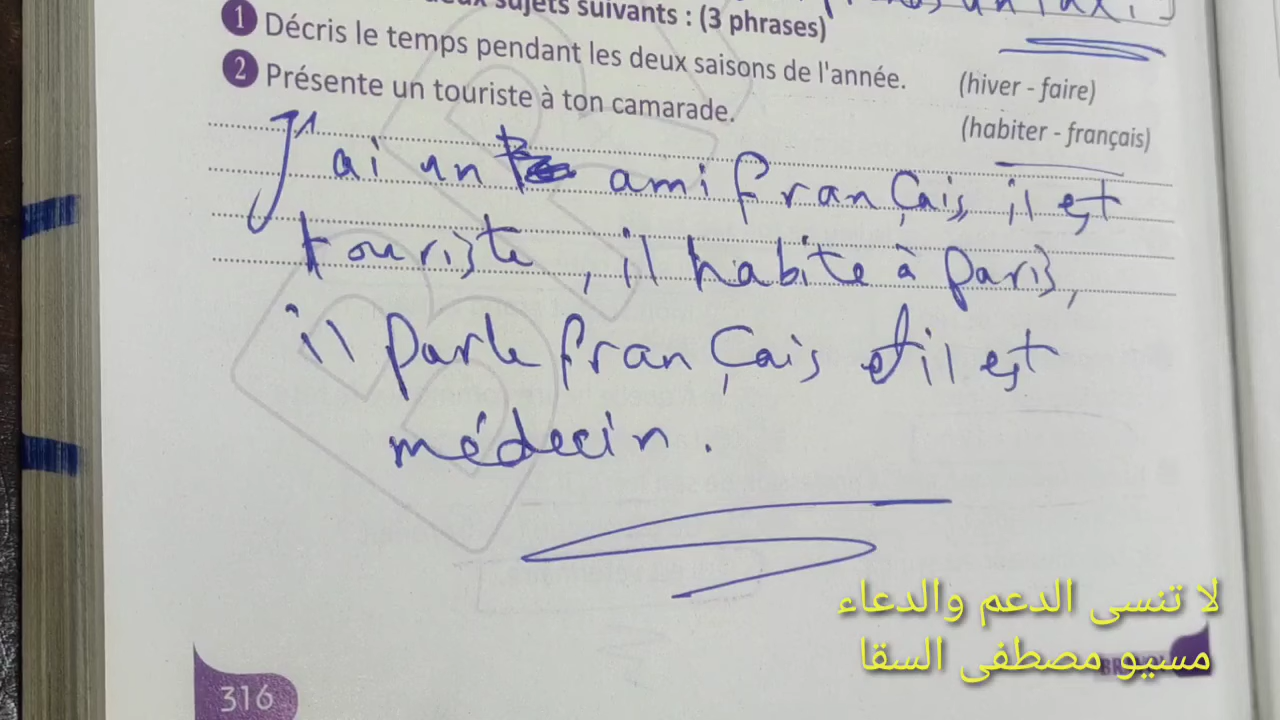 sujets suivants : (3 phrases)
1 Décris le temps pendant les deux saisons de l'année. (hiver - faire)
2 Présente un touriste à ton camarade. (habiter - français)
J'ai un ami français, il est
touriste, il habite à Paris,
il parle français et il est
médecin.
لا تنسى الدعم والدعاء
مسيو مصطفى السقا
316